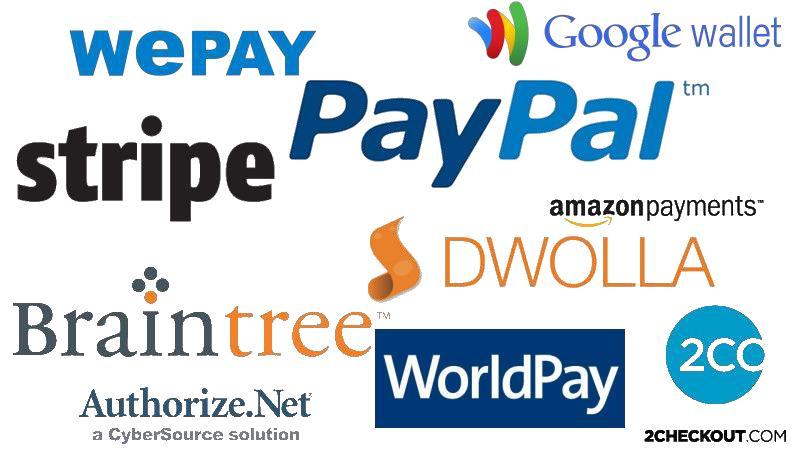 WePAY
Google wallet
PayPal™
stripe
amazonpayments™
DWOLLA
Braintree™
WorldPay
2CO
Authorize.Net
a CyberSource solution
2CHECKOUT.COM